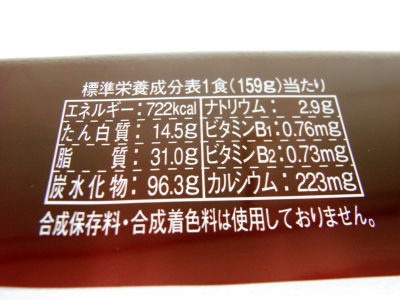 標準栄養成分表1食(159g)当たり
エネルギー:722kcal ナトリウム: 2.9g
たん白質: 14.5g ビタミンB1:0.76mg
脂 質: 31.0g ビタミンB2:0.73mg
炭水化物: 96.3g カルシウム: 223mg
合成保存料・合成着色料は使用しておりません。